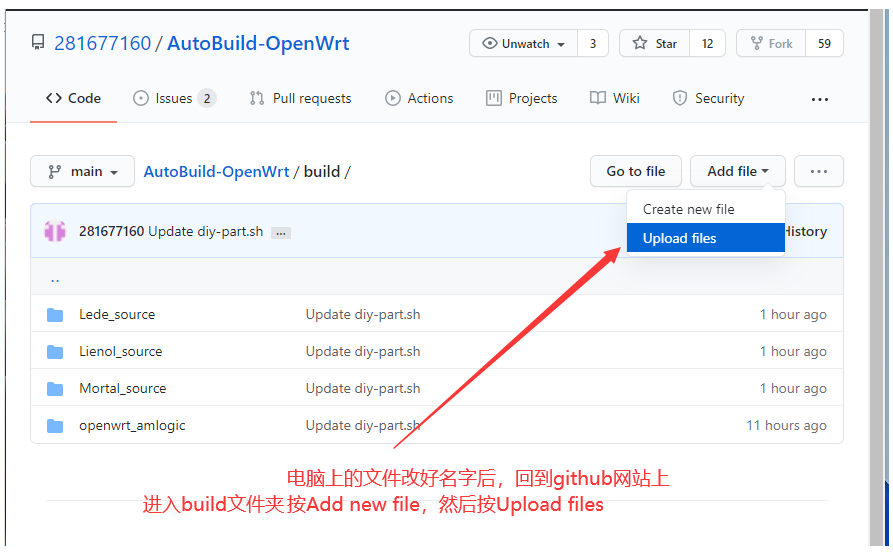 281677160 / AutoBuild-OpenWrt
Unwatch 3 Star 12 Fork 59
Code Issues 2 Pull requests Actions Projects Wiki Security ...
main AutoBuild-OpenWrt / build / Go to file Add file ...
Create new file
281677160 Update diy-part.sh ... History
Upload files
..
Lede_source Update diy-part.sh 1 hour ago
Lienol_source Update diy-part.sh 1 hour ago
Mortal_source Update diy-part.sh 1 hour ago
openwrt_amlogic Update diy-part.sh 11 hours ago
电脑上的文件改好名字后，回到github网站上
进入build文件夹按Add new file，然后按Upload files